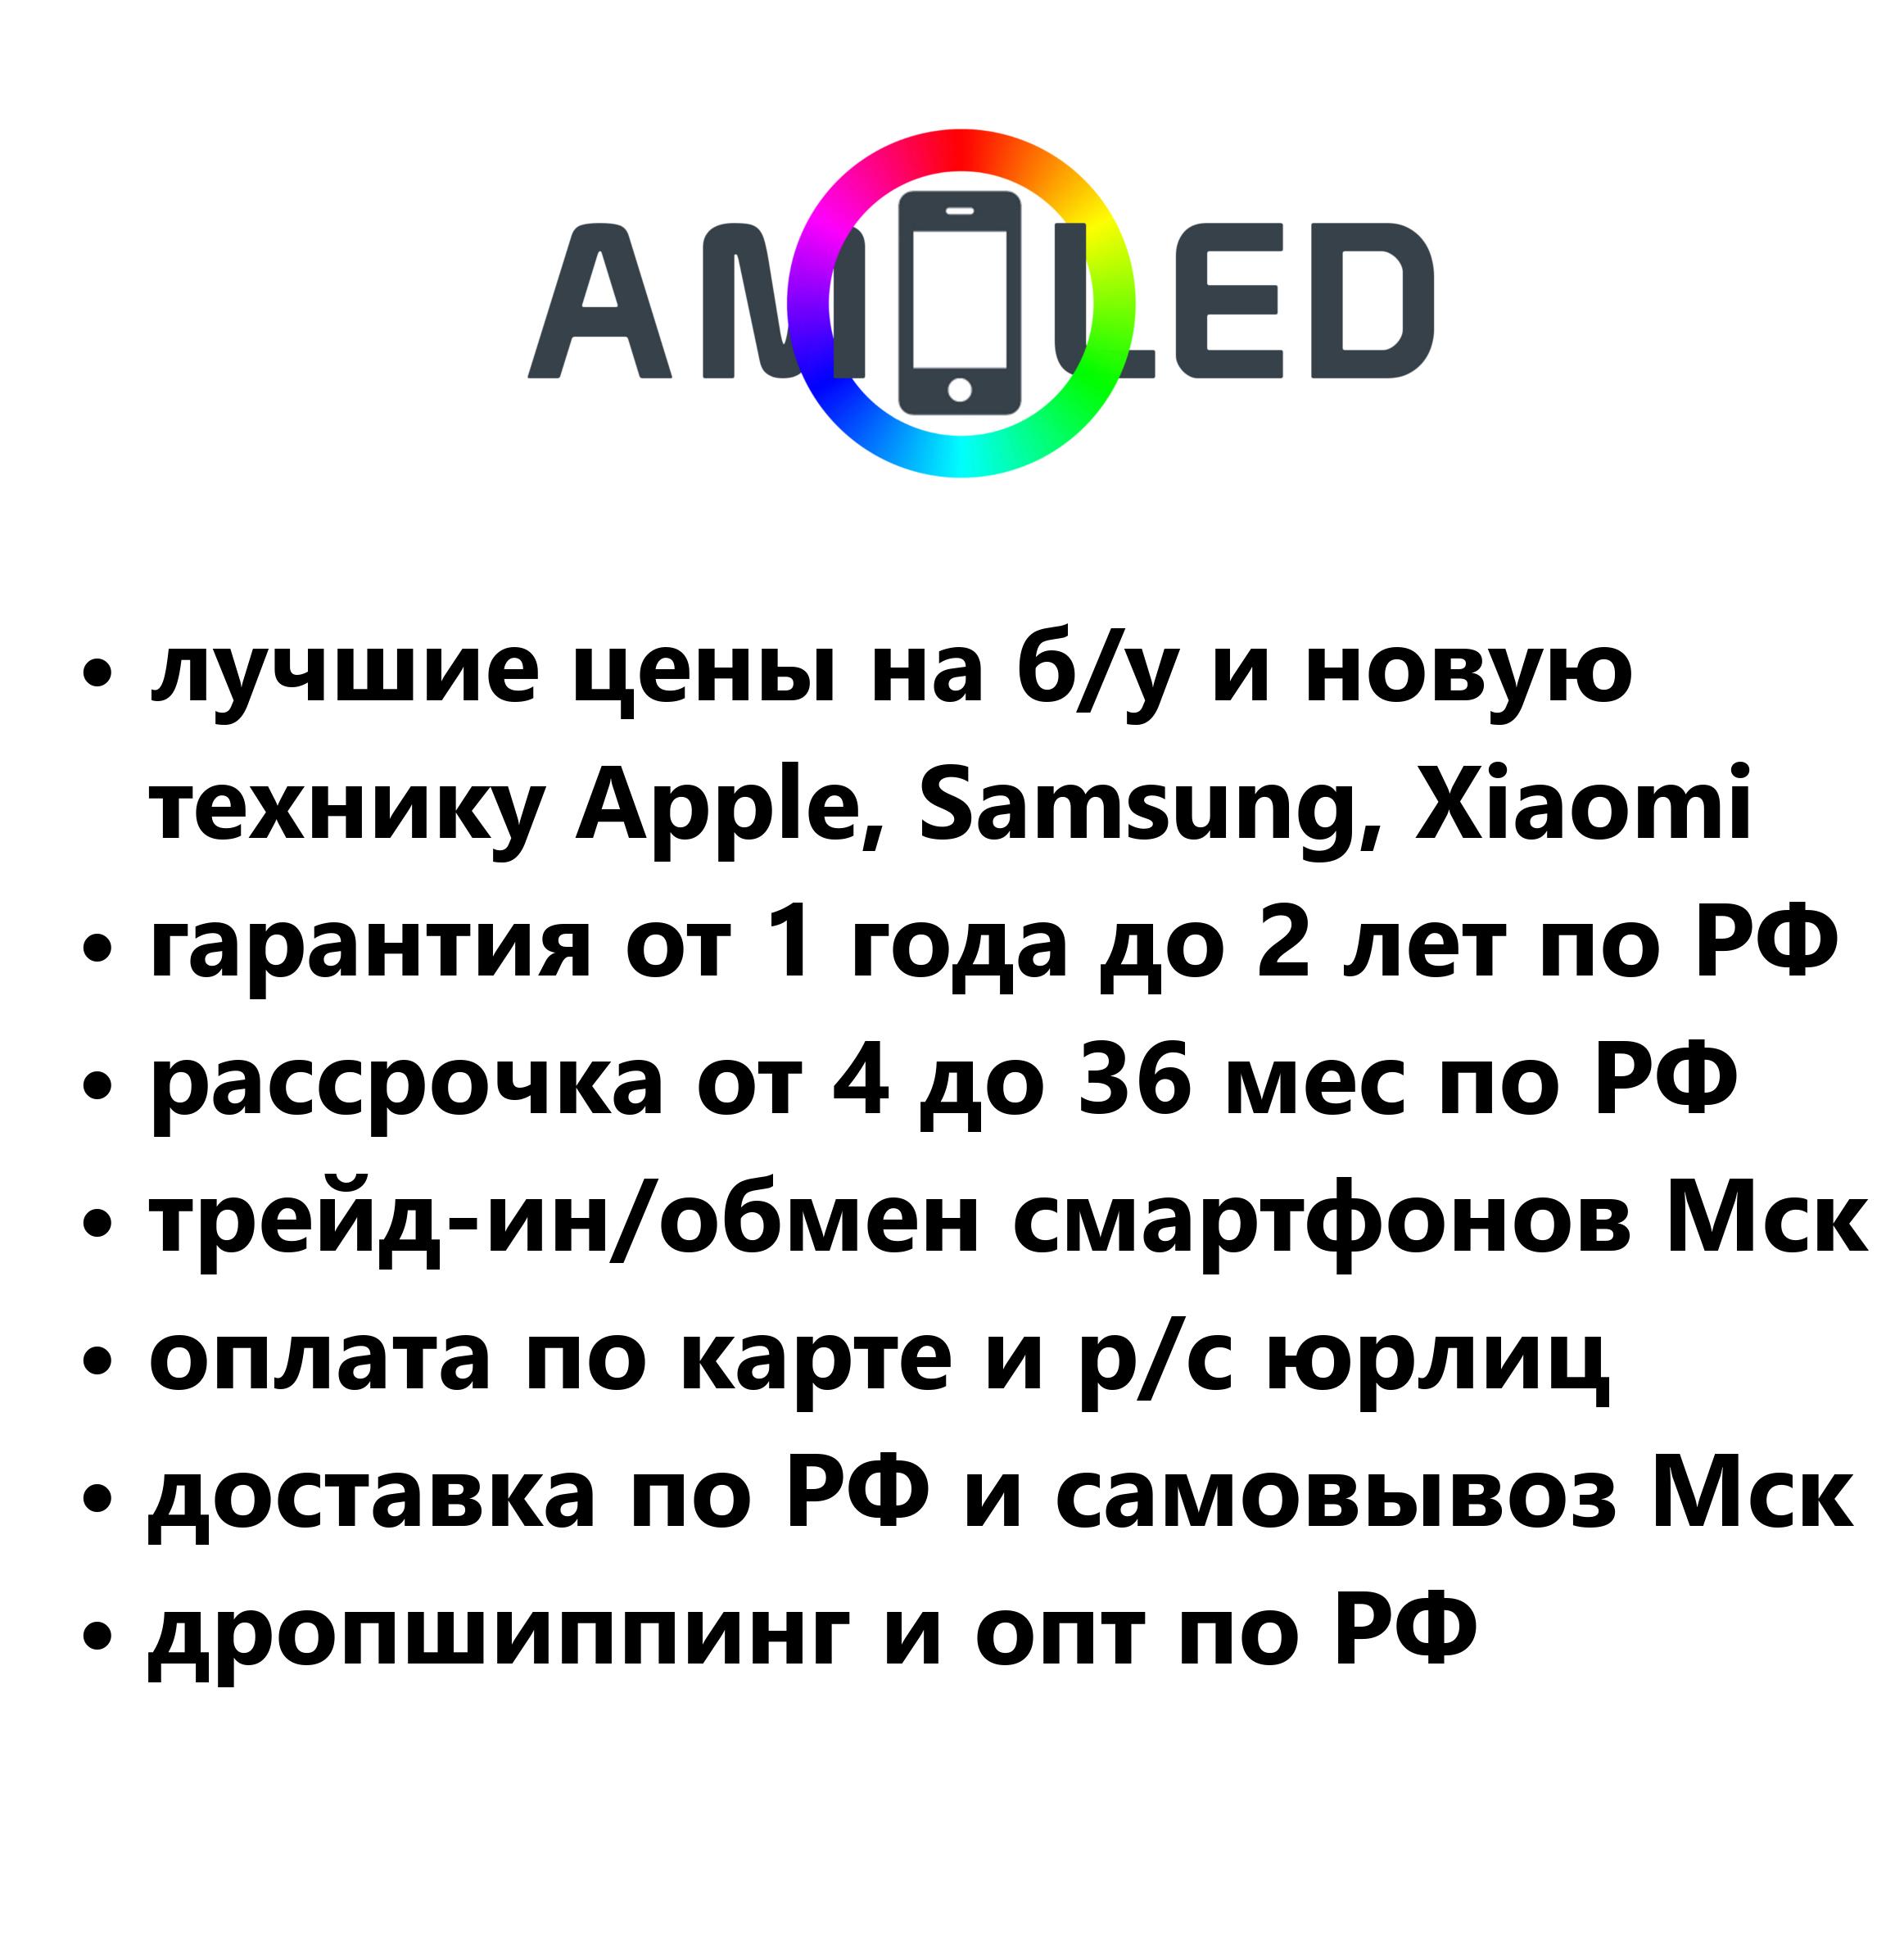 AMOLED
• лучшие цены на б/у и новую
технику Apple, Samsung, Xiaomi
• гарантия от 1 года до 2 лет по РФ
• рассрочка от 4 до 36 мес по РФ
• трейд-ин/обмен смартфонов Мск
• оплата по карте и р/с юрлиц
• доставка по РФ и самовывоз Мск
• дропшиппинг и опт по РФ